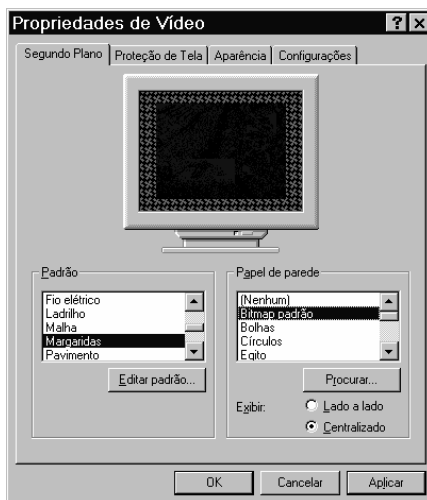 Propriedades de Vídeo
Segundo Plano Proteção de Tela Aparência Configurações
Padrão
Fio elétrico
Ladrilho
Malha
Margaridas
Pavimento
Editar padrão...
Papel de parede
(Nenhum)
Bitmap padrão
Bolhas
Círculos
Egito
Procurar...
Exibir:
Lado a lado
Centralizado
OK Cancelar Aplicar